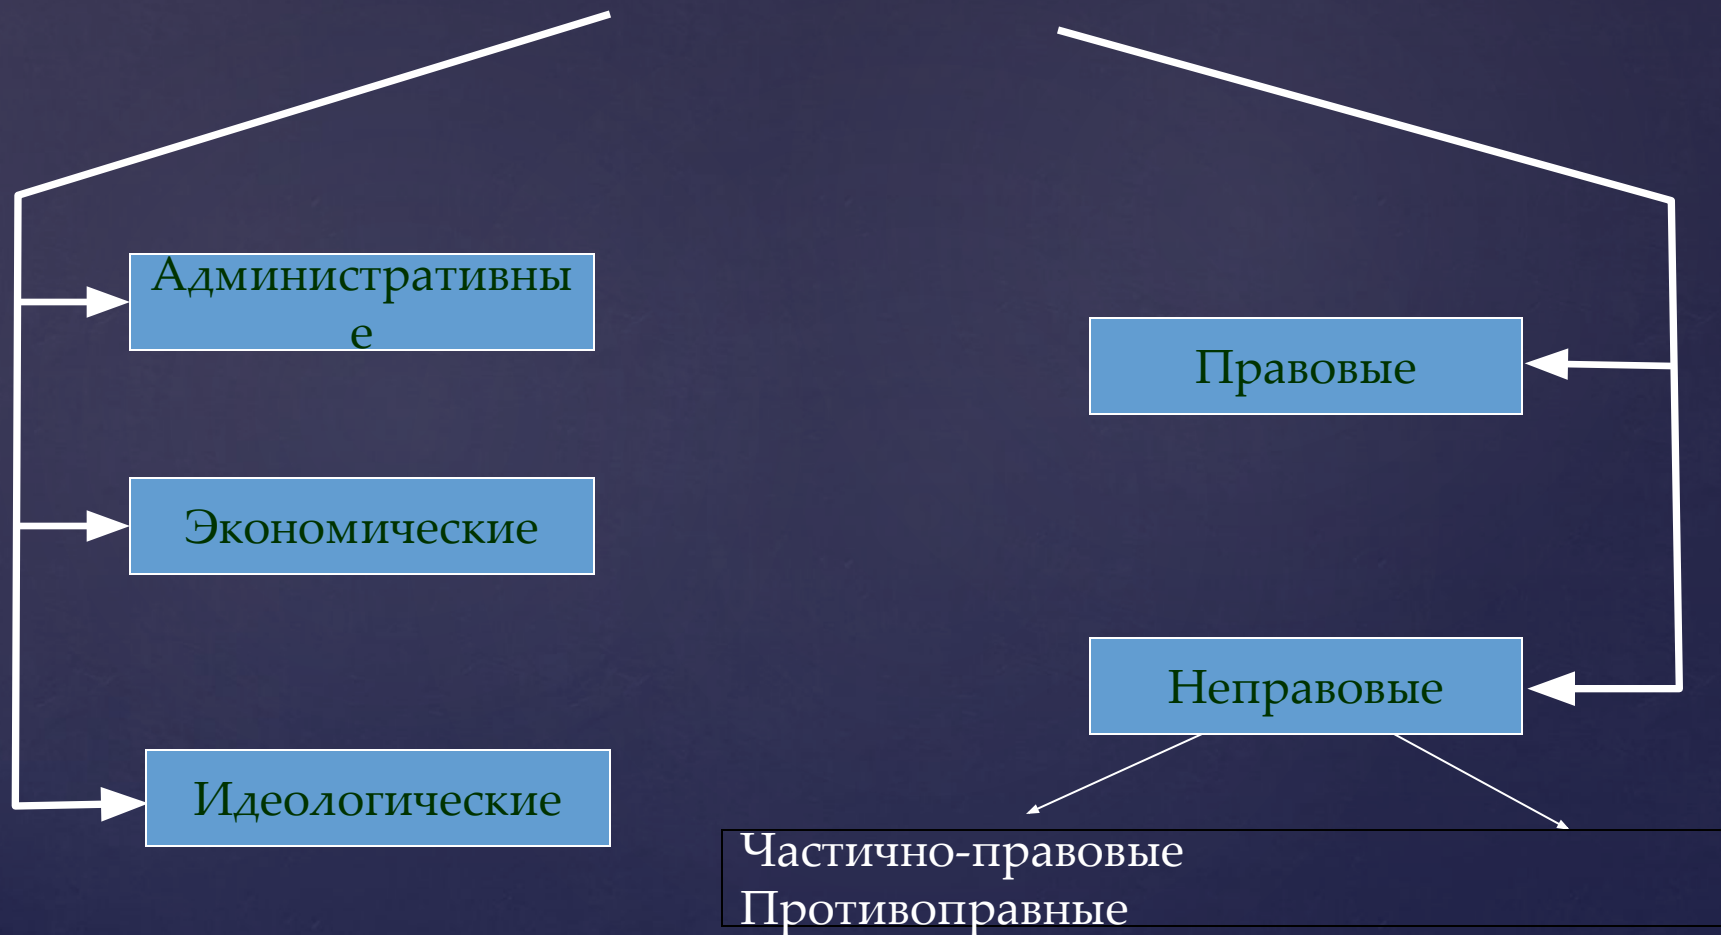 Административны
е
Экономические
Идеологические
Правовые
Неправовые
Частично-правовые
Противоправные